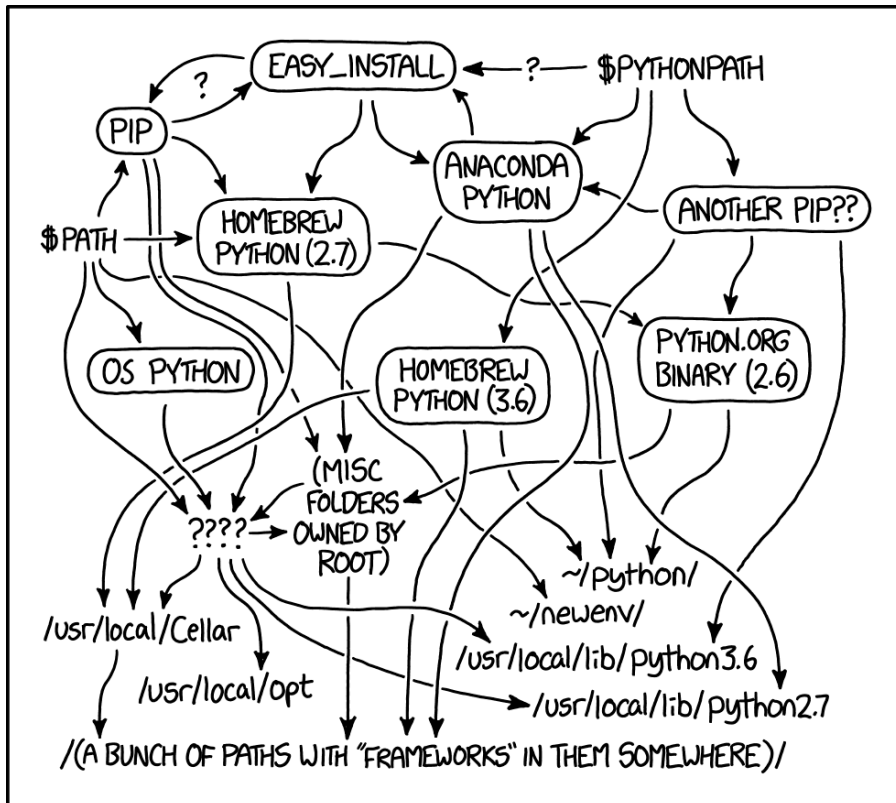 EASY_INSTALL
?
$PYTHONPATH
?
PIP
ANACONDA
PYTHON
ANOTHER PIP??
$PATH
HOMEBREW
PYTHON (2.7)
OS PYTHON
HOMEBREW
PYTHON (3.6)
PYTHON.ORG
BINARY (2.6)
(MISC
FOLDERS
OWNED BY
ROOT)
????
~/python/
~/newenv/
/usr/local/Cellar
/usr/local/lib/python3.6
/usr/local/opt
/usr/local/lib/python2.7
/(A BUNCH OF PATHS WITH "FRAMEWORKS" IN THEM SOMEWHERE)/